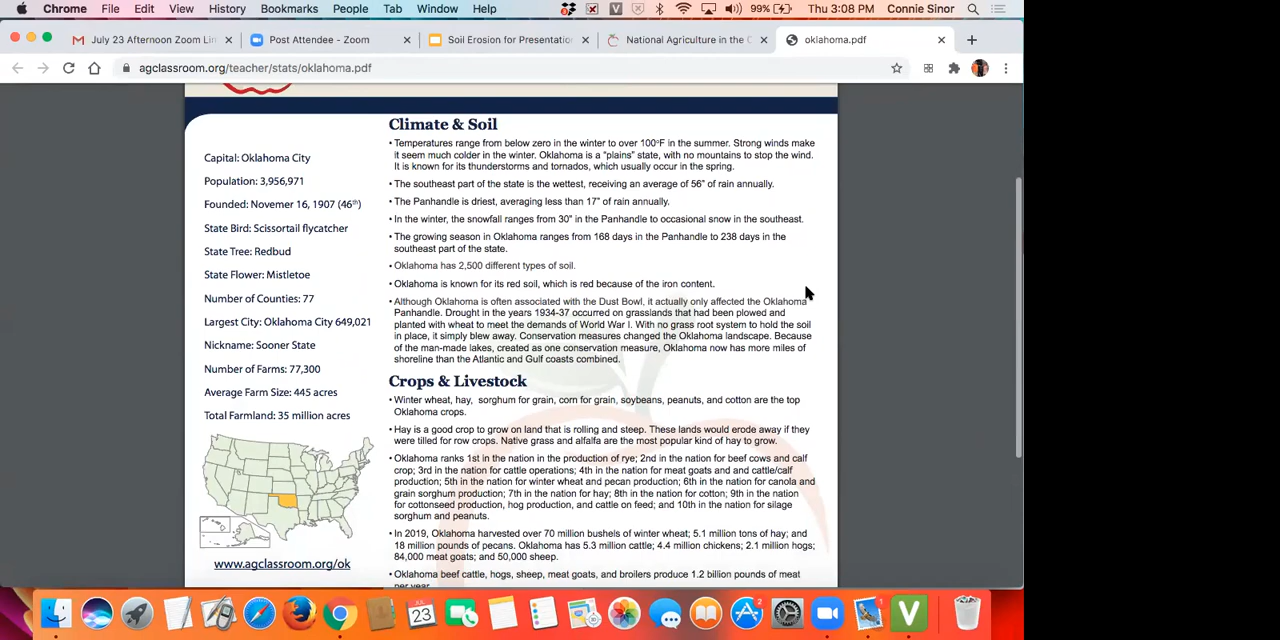 Chrome File Edit View History Bookmarks People Tab Window Help 99% Thu 3:08 PM Connie Sinor
July 23 Afternoon Zoom Lin Post Attendee - Zoom Soil Erosion for Presentatio National Agriculture in the C oklahoma.pdf
agclassroom.org/teacher/stats/oklahoma.pdf
Capital: Oklahoma City
Population: 3,956,971
Founded: Novemer 16, 1907 (46th)
State Bird: Scissortail flycatcher
State Tree: Redbud
State Flower: Mistletoe
Number of Counties: 77
Largest City: Oklahoma City 649,021
Nickname: Sooner State
Number of Farms: 77,300
Average Farm Size: 445 acres
Total Farmland: 35 million acres
www.agclassroom.org/ok
Climate & Soil
• Temperatures range from below zero in the winter to over 100°F in the summer. Strong winds make
it seem much colder in the winter. Oklahoma is a "plains" state, with no mountains to stop the wind.
It is known for its thunderstorms and tornados, which usually occur in the spring.
• The southeast part of the state is the wettest, receiving an average of 56" of rain annually.
• The Panhandle is driest, averaging less than 17" of rain annually.
• In the winter, the snowfall ranges from 30" in the Panhandle to occasional snow in the southeast.
• The growing season in Oklahoma ranges from 168 days in the Panhandle to 238 days in the
southeast part of the state.
• Oklahoma has 2,500 different types of soil.
• Oklahoma is known for its red soil, which is red because of the iron content.
• Although Oklahoma is often associated with the Dust Bowl, it actually only affected the Oklahoma
Panhandle. Drought in the years 1934-37 occurred on grasslands that had been plowed and
planted with wheat to meet the demands of World War I. With no grass root system to hold the soil
in place, it simply blew away. Conservation measures changed the Oklahoma landscape. Because
of the man-made lakes, created as one conservation measure, Oklahoma now has more miles of
shoreline than the Atlantic and Gulf coasts combined.
Crops & Livestock
• Winter wheat, hay, sorghum for grain, corn for grain, soybeans, peanuts, and cotton are the top
Oklahoma crops.
• Hay is a good crop to grow on land that is rolling and steep. These lands would erode away if they
were tilled for row crops. Native grass and alfalfa are the most popular kind of hay to grow.
• Oklahoma ranks 1st in the nation in the production of rye; 2nd in the nation for beef cows and calf
crop; 3rd in the nation for cattle operations; 4th in the nation for meat goats and and cattle/calf
production; 5th in the nation for winter wheat and pecan production; 6th in the nation for canola and
grain sorghum production; 7th in the nation for hay; 8th in the nation for cotton; 9th in the nation
for cottonseed production, hog production, and cattle on feed; and 10th in the nation for silage
sorghum and peanuts.
• In 2019, Oklahoma harvested over 70 million bushels of winter wheat; 5.1 million tons of hay; and
18 million pounds of pecans. Oklahoma has 5.3 million cattle; 4.4 million chickens; 2.1 million hogs;
84,000 meat goats; and 50,000 sheep.
• Oklahoma beef cattle, hogs, sheep, meat goats, and broilers produce 1.2 billion pounds of meat
per year.
JUL
23